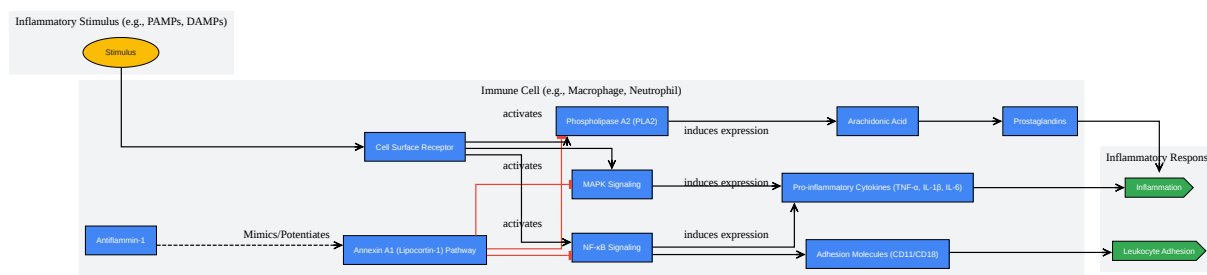 Inflammatory Stimulus (e.g., PAMPs, DAMPs)
Stimulus
Immune Cell (e.g., Macrophage, Neutrophil)
activates
Phospholipase A2 (PLA2)
induces expression
Arachidonic Acid
Prostaglandins
Cell Surface Receptor
activates
MAPK Signaling
induces expression
Pro-inflammatory Cytokines (TNF-α, IL-1β, IL-6)
Inflammatory Respons
Inflammation
activates
Antiflammin-1
Mimics/Potentiates
Annexin A1 (Lipocortin-1) Pathway
NF-κB Signaling
induces expression
Adhesion Molecules (CD11/CD18)
Leukocyte Adhesion